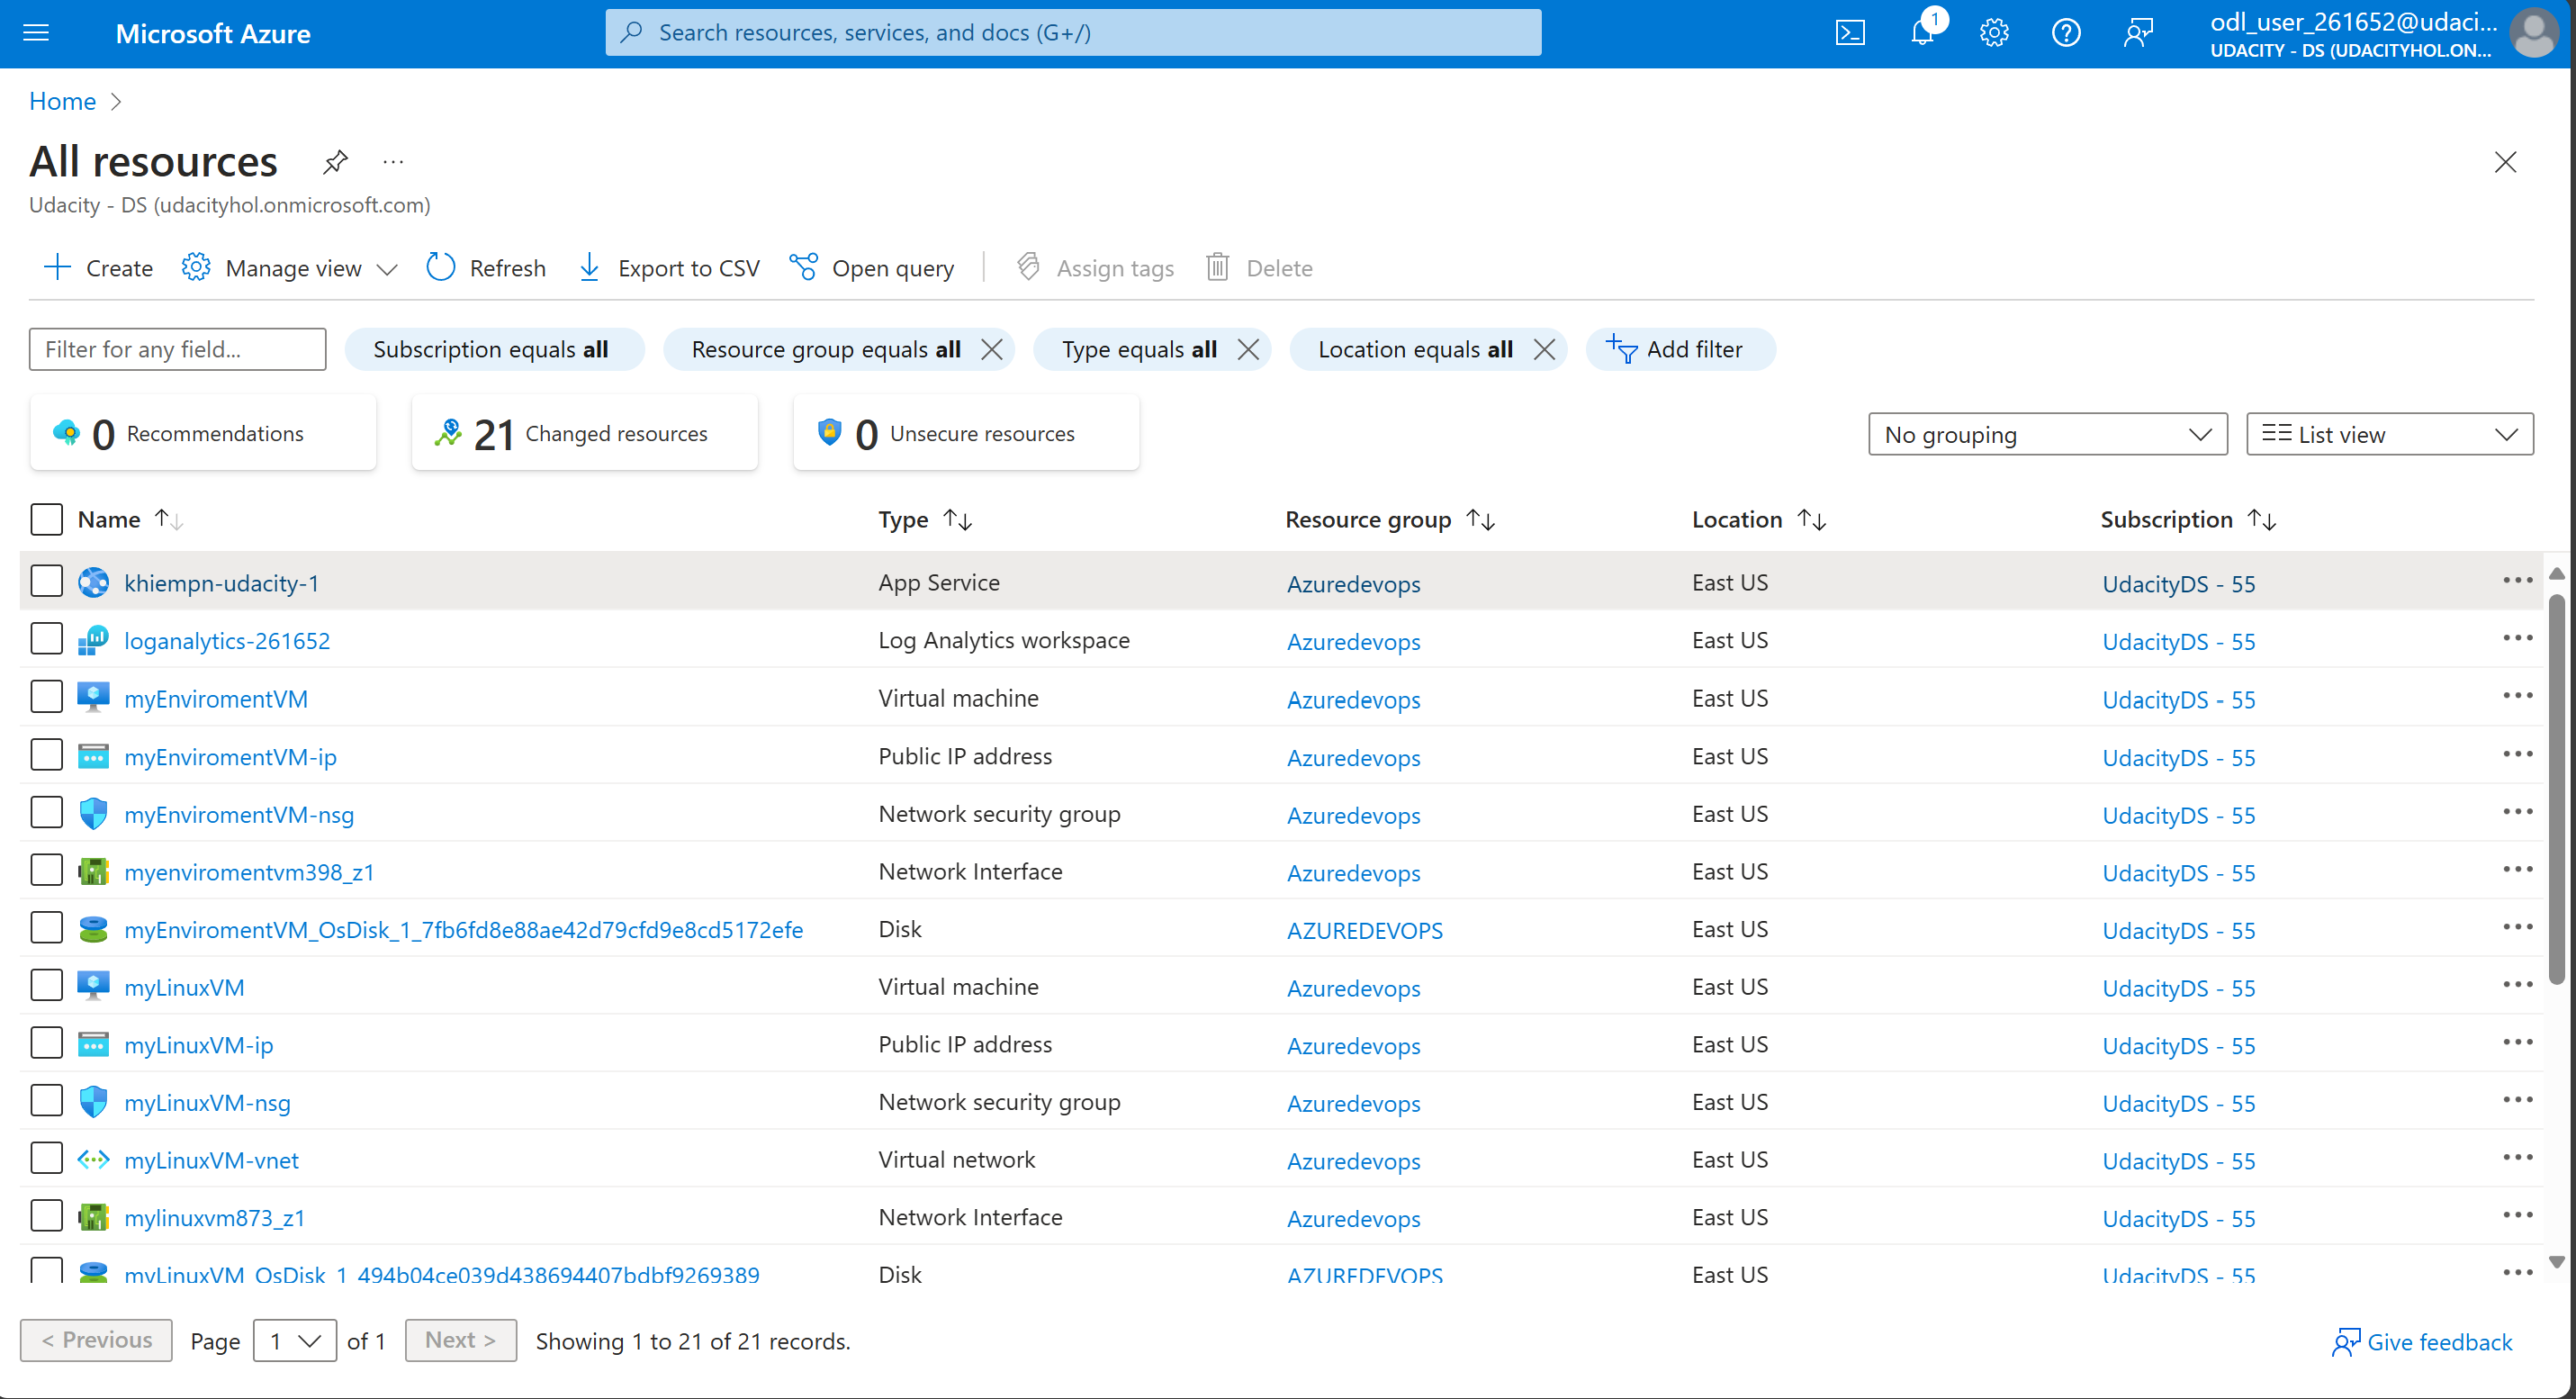 Microsoft Azure
Search resources, services, and docs (G+/)
1
odl_user_261652@udaci...
UDACITY - DS (UDACITYHOL.ON...
Home
All resources
Udacity - DS (udacityhol.onmicrosoft.com)
Create Manage view Refresh Export to CSV Open query Assign tags Delete
Filter for any field... Subscription equals all Resource group equals all Type equals all Location equals all Add filter
0 Recommendations 21 Changed resources 0 Unsecure resources No grouping List view
Name Type Resource group Location Subscription
khiempn-udacity-1 App Service Azuredevops East US UdacityDS - 55
loganalytics-261652 Log Analytics workspace Azuredevops East US UdacityDS - 55
myEnviromentVM Virtual machine Azuredevops East US UdacityDS - 55
myEnviromentVM-ip Public IP address Azuredevops East US UdacityDS - 55
myEnviromentVM-nsg Network security group Azuredevops East US UdacityDS - 55
myenviromentvm398_z1 Network Interface Azuredevops East US UdacityDS - 55
myEnviromentVM_OsDisk_1_7fb6fd8e88ae42d79cfd9e8cd5172efe Disk AZUREDEVOPS East US UdacityDS - 55
myLinuxVM Virtual machine Azuredevops East US UdacityDS - 55
myLinuxVM-ip Public IP address Azuredevops East US UdacityDS - 55
myLinuxVM-nsg Network security group Azuredevops East US UdacityDS - 55
myLinuxVM-vnet Virtual network Azuredevops East US UdacityDS - 55
mylinuxvm873_z1 Network Interface Azuredevops East US UdacityDS - 55
myLinuxVM_OsDisk_1_494b04ce039d438694407bdbf9269389 Disk AZUREDEVOPS East US UdacityDS - 55
< Previous Page 1 of 1 Next > Showing 1 to 21 of 21 records. Give feedback